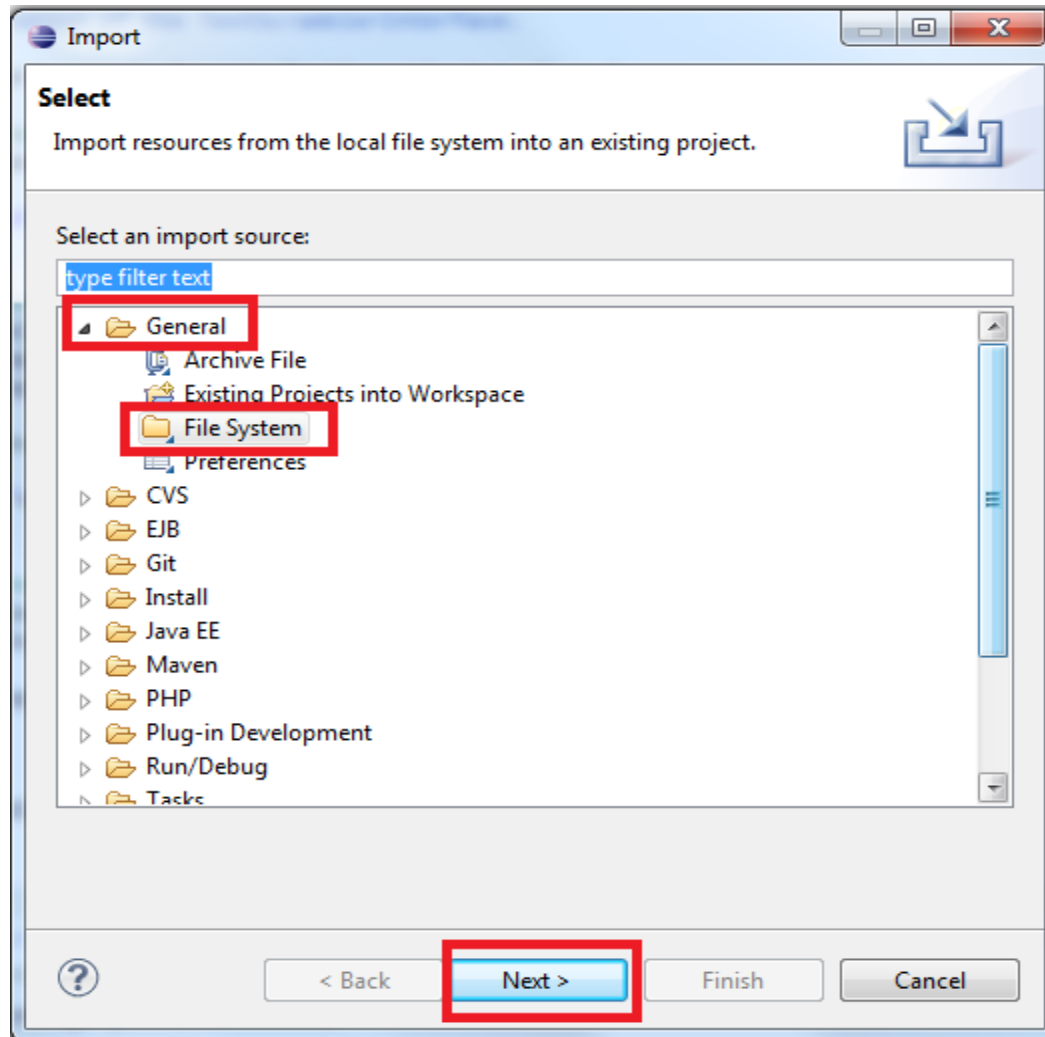 Import
Select
Import resources from the local file system into an existing project.
Select an import source:
type filter text
General
Archive File
Existing Projects into Workspace
File System
Preferences
CVS
EJB
Git
Install
Java EE
Maven
PHP
Plug-in Development
Run/Debug
Tasks
?
< Back Next > Finish Cancel